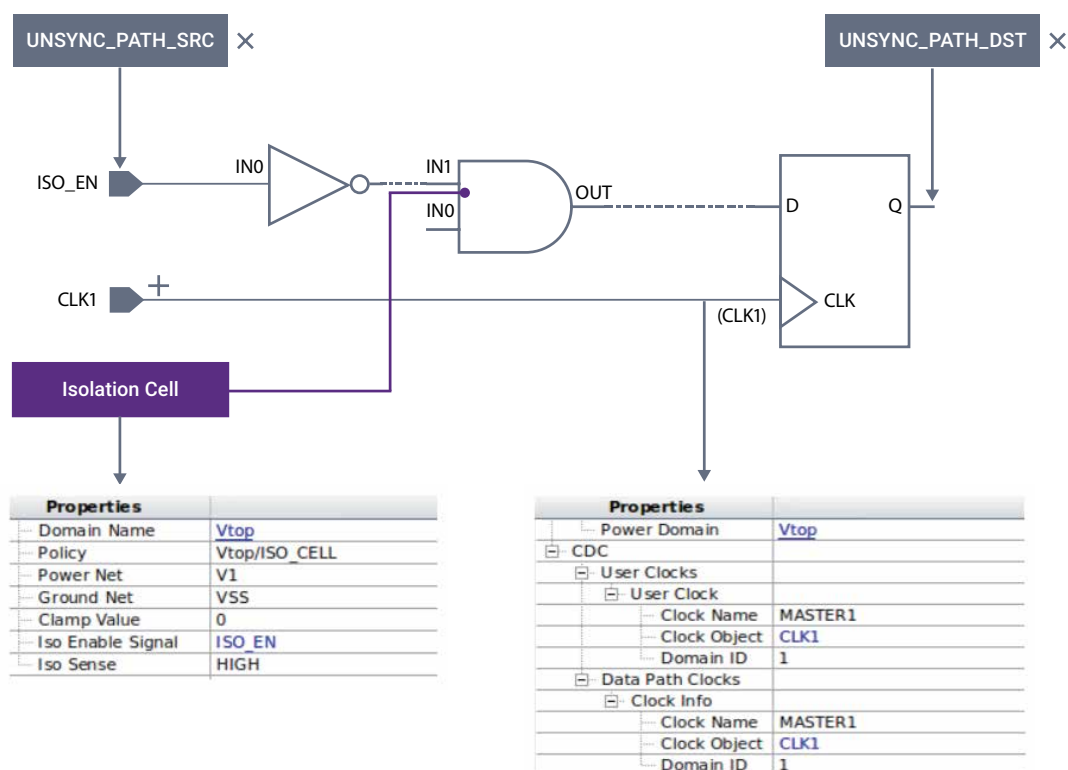 UNSYNC_PATH_SRC
UNSYNC_PATH_DST
ISO_EN
IN0
IN1
IN0
OUT
D
Q
CLK1
(CLK1)
CLK
Isolation Cell
Properties
Domain Name Vtop
Policy Vtop/ISO_CELL
Power Net V1
Ground Net VSS
Clamp Value 0
Iso Enable Signal ISO_EN
Iso Sense HIGH
Properties
Power Domain Vtop
CDC
User Clocks
User Clock
Clock Name MASTER1
Clock Object CLK1
Domain ID 1
Data Path Clocks
Clock Info
Clock Name MASTER1
Clock Object CLK1
Domain ID 1